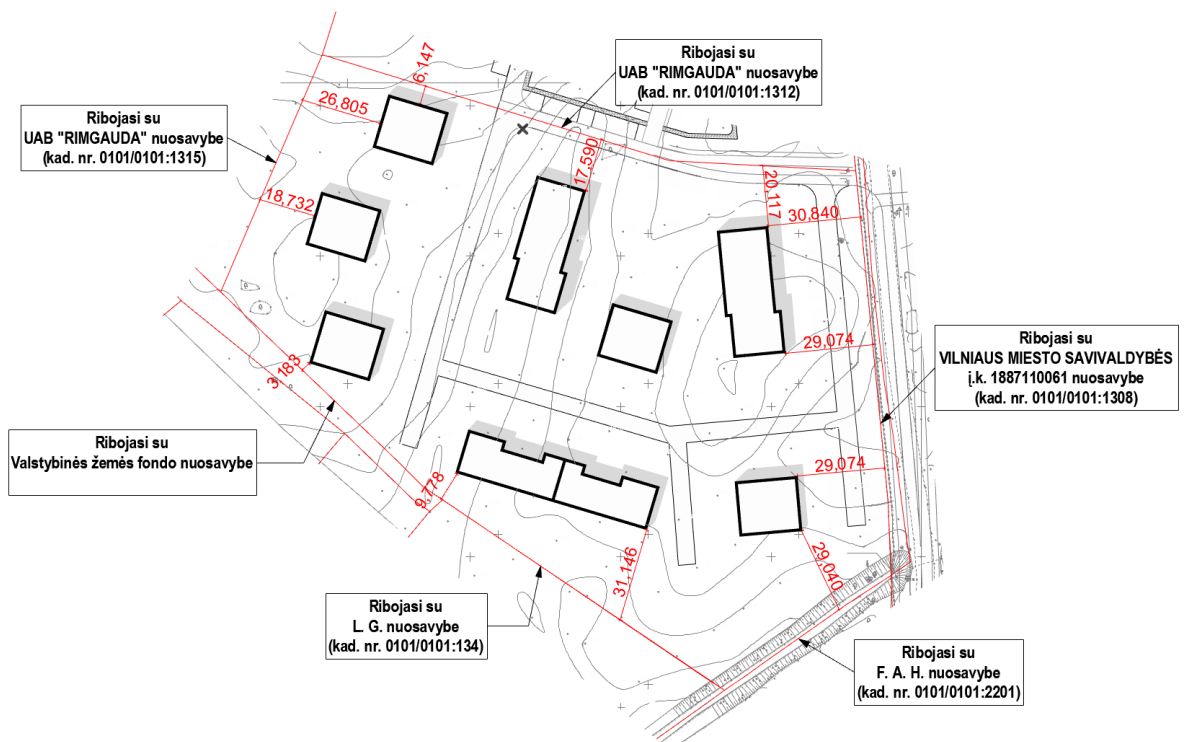 Ribojasi su
UAB "RIMGAUDA" nuosavybe
(kad. nr. 0101/0101:1312)
6,147
26,805
Ribojasi su
UAB "RIMGAUDA" nuosavybe
(kad. nr. 0101/0101:1315)
17,590
20,117
18,732
30,840
29,074
Ribojasi su
VILNIAUS MIESTO SAVIVALDYBĖS
į.k. 1887110061 nuosavybe
(kad. nr. 0101/0101:1308)
3,183
Ribojasi su
Valstybinės žemės fondo nuosavybe
29,074
9,778
31,146
29,040
Ribojasi su
L. G. nuosavybe
(kad. nr. 0101/0101:134)
Ribojasi su
F. A. H. nuosavybe
(kad. nr. 0101/0101:2201)